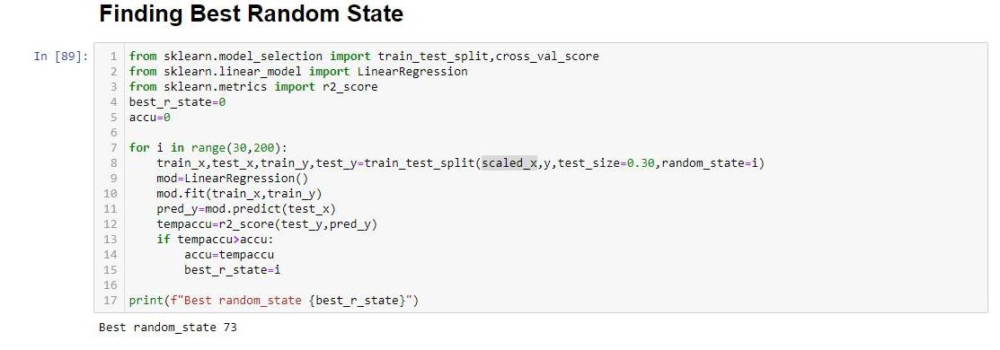 Finding Best Random State
In [89]:
1 from sklearn.model_selection import train_test_split,cross_val_score
2 from sklearn.linear_model import LinearRegression
3 from sklearn.metrics import r2_score
4 best_r_state=0
5 accu=0
6
7 for i in range(30,200):
8     train_x,test_x,train_y,test_y=train_test_split(scaled_x,y,test_size=0.30,random_state=i)
9     mod=LinearRegression()
10     mod.fit(train_x,train_y)
11     pred_y=mod.predict(test_x)
12     tempaccu=r2_score(test_y,pred_y)
13     if tempaccu>accu:
14         accu=tempaccu
15         best_r_state=i
16
17 print(f"Best random_state {best_r_state}")
Best random_state 73